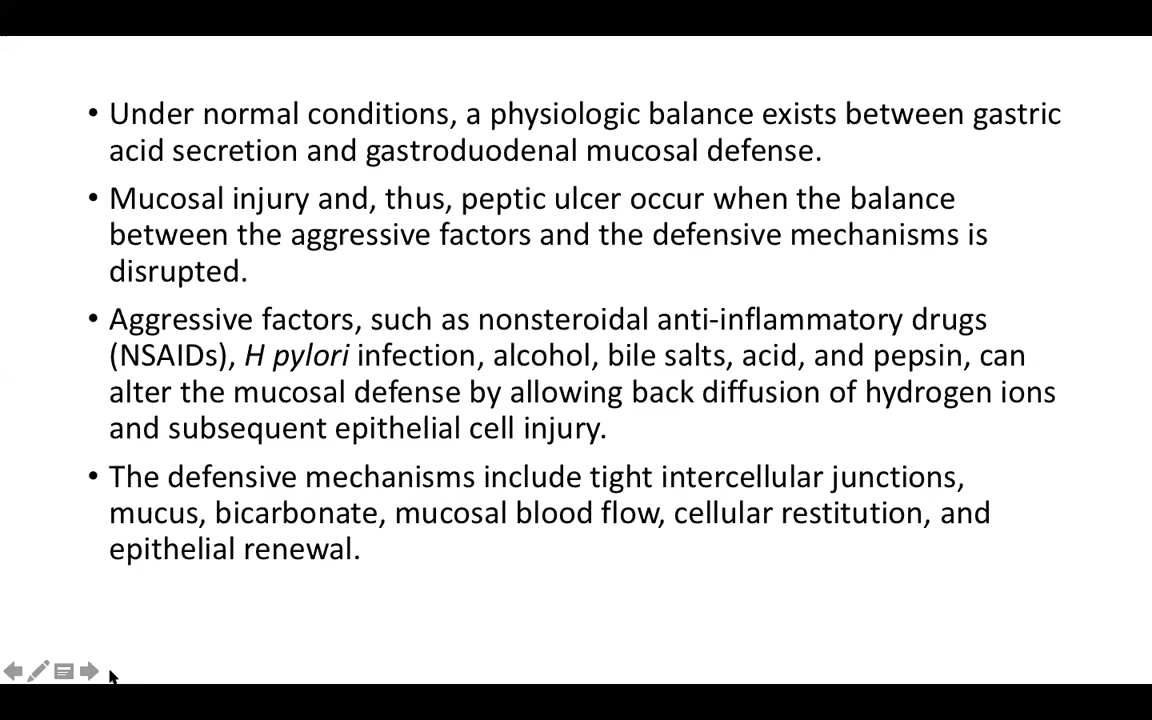 • Under normal conditions, a physiologic balance exists between gastric
acid secretion and gastroduodenal mucosal defense.
• Mucosal injury and, thus, peptic ulcer occur when the balance
between the aggressive factors and the defensive mechanisms is
disrupted.
• Aggressive factors, such as nonsteroidal anti-inflammatory drugs
(NSAIDs), H pylori infection, alcohol, bile salts, acid, and pepsin, can
alter the mucosal defense by allowing back diffusion of hydrogen ions
and subsequent epithelial cell injury.
• The defensive mechanisms include tight intercellular junctions,
mucus, bicarbonate, mucosal blood flow, cellular restitution, and
epithelial renewal.